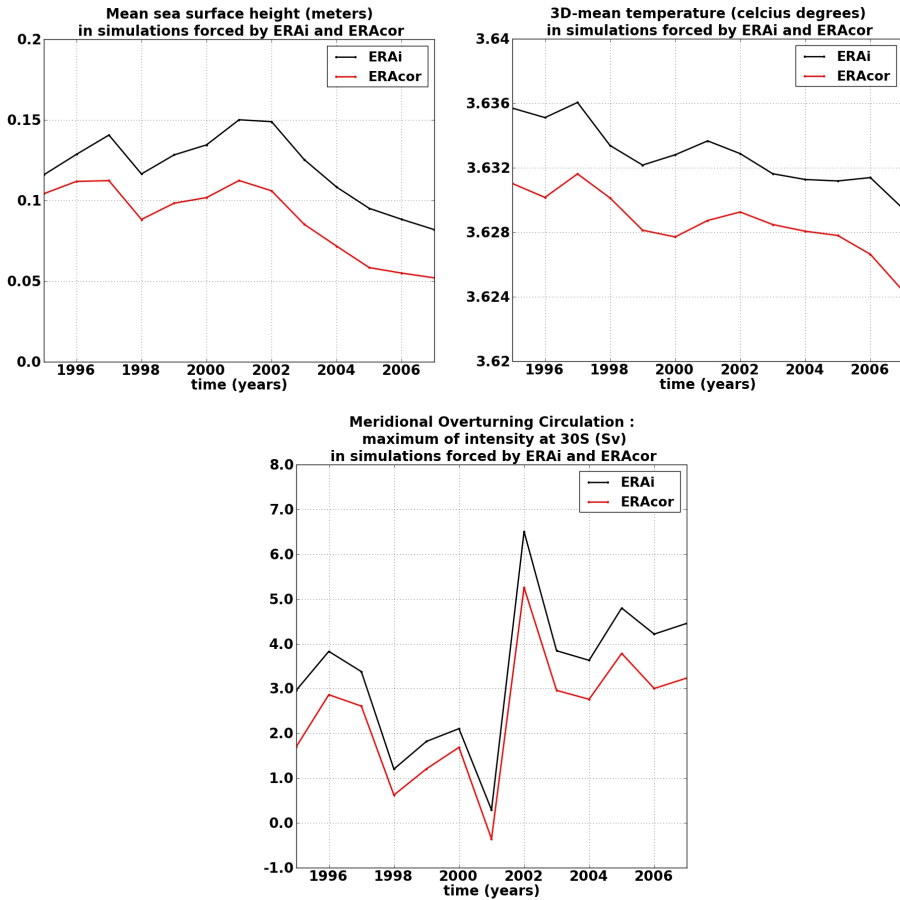 Mean sea surface height (meters)
in simulations forced by ERAi and ERAcor
0.2
0.15
0.1
0.05
0.0
ERAi
ERAcor
1996 1998 2000 2002 2004 2006
time (years)
3D-mean temperature (celcius degrees)
in simulations forced by ERAi and ERAcor
3.64
3.636
3.632
3.628
3.624
3.62
ERAi
ERAcor
1996 1998 2000 2002 2004 2006
time (years)
Meridional Overturning Circulation :
maximum of intensity at 30S (Sv)
in simulations forced by ERAi and ERAcor
8.0
7.0
6.0
5.0
4.0
3.0
2.0
1.0
0.0
-1.0
ERAi
ERAcor
1996 1998 2000 2002 2004 2006
time (years)